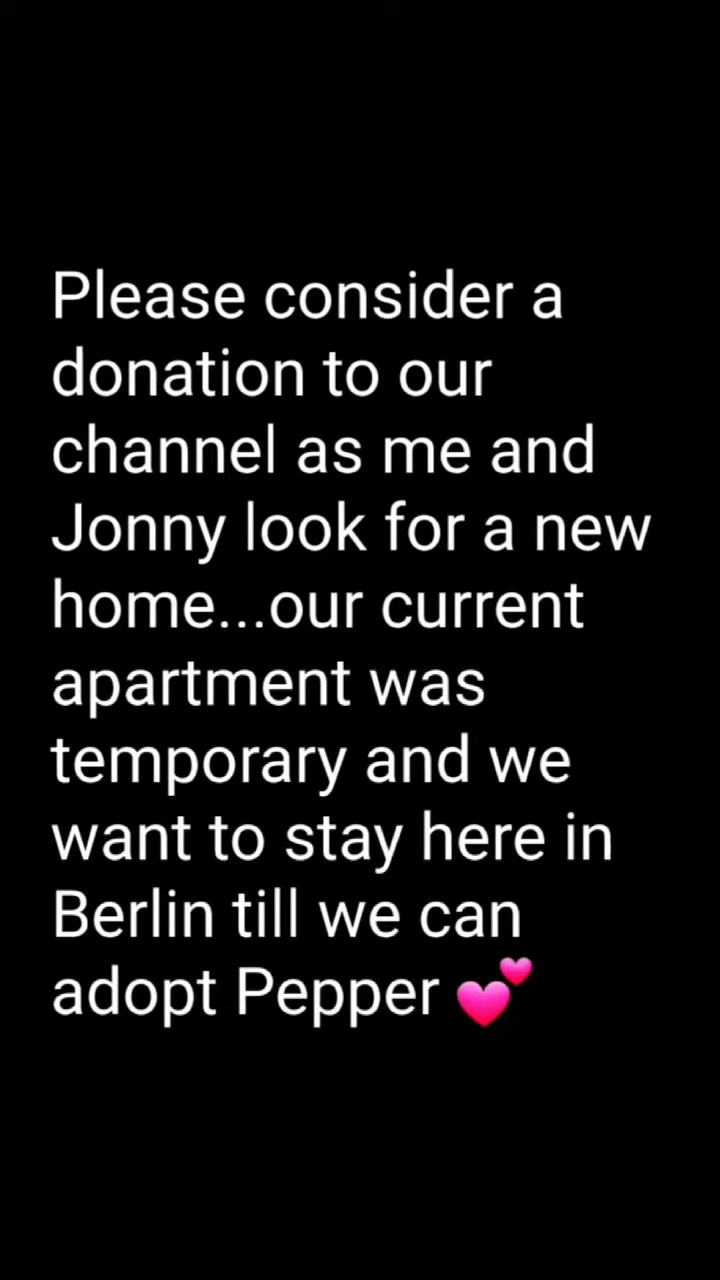 Please consider a
donation to our
channel as me and
Jonny look for a new
home...our current
apartment was
temporary and we
want to stay here in
Berlin till we can
adopt Pepper 💕